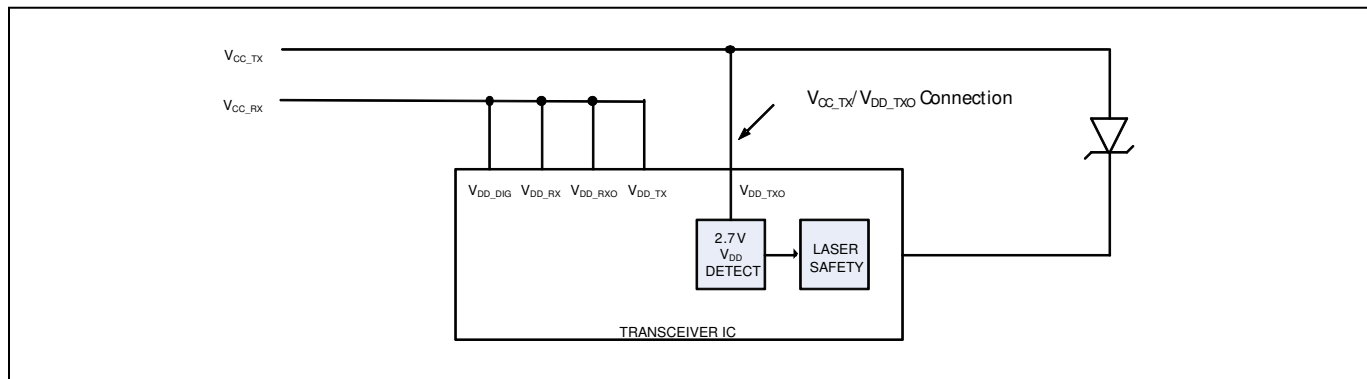 VCC_TX
VCC_RX
VCC_TX/VDD_TXO Connection
VDD_DIG VDD_RX VDD_RXO VDD_TX VDD_TXO
2.7V
VDD
DETECT
LASER
SAFETY
TRANSCEIVER IC